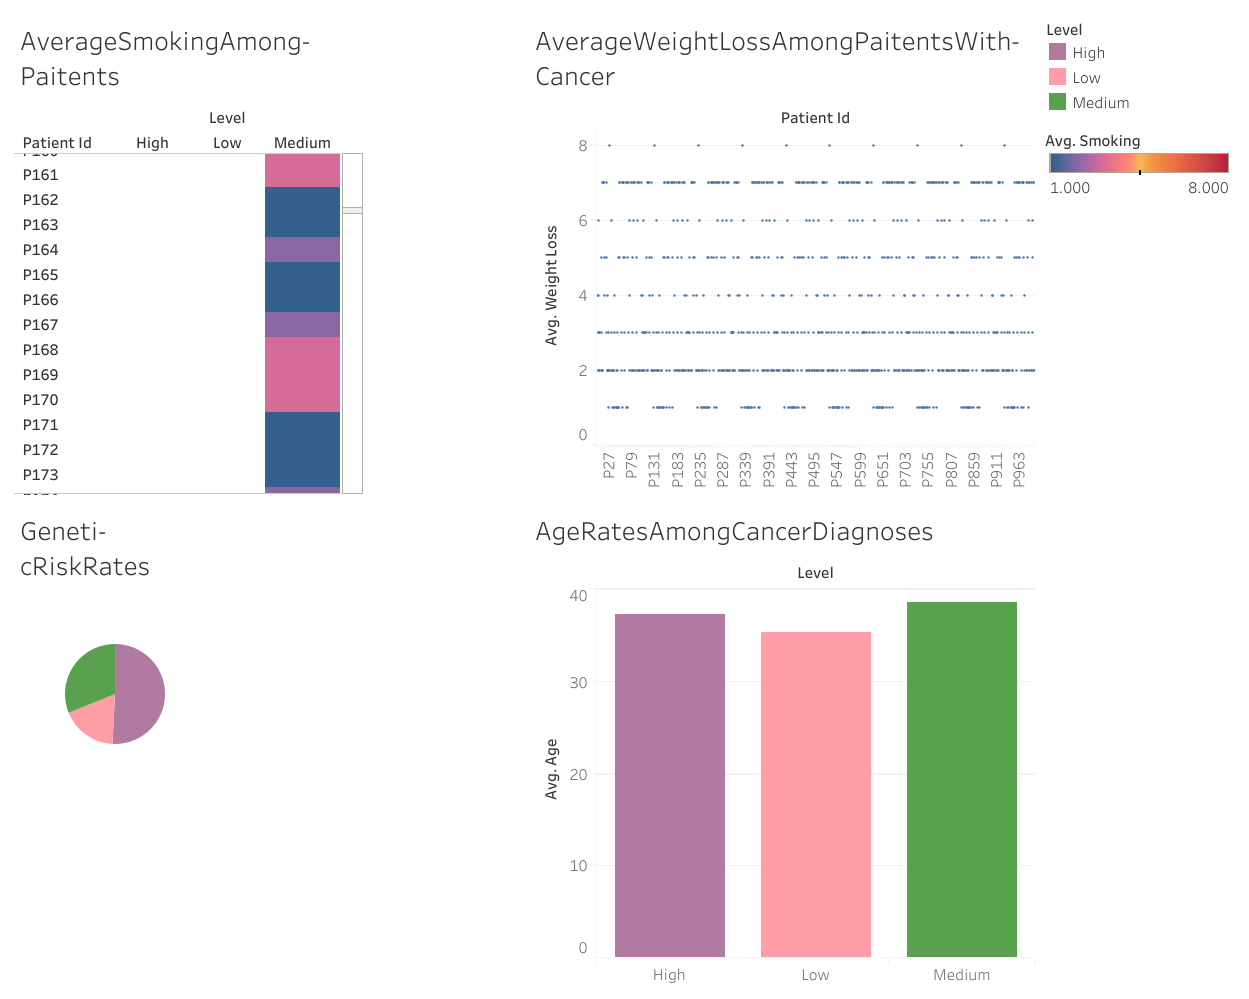 AverageSmokingAmong-
Paitents
Level
Patient Id High Low Medium
P161
P162
P163
P164
P165
P166
P167
P168
P169
P170
P171
P172
P173
AverageWeightLossAmongPaitentsWith-
Cancer
Patient Id
Avg. Weight Loss
8
6
4
2
0
P27 P79 P131 P183 P235 P287 P339 P391 P443 P495 P547 P599 P651 P703 P755 P807 P859 P911 P963
Level
High
Low
Medium
Avg. Smoking
1.000 8.000
Geneti-
cRiskRates
AgeRatesAmongCancerDiagnoses
Level
Avg. Age
40
30
20
10
0
High Low Medium